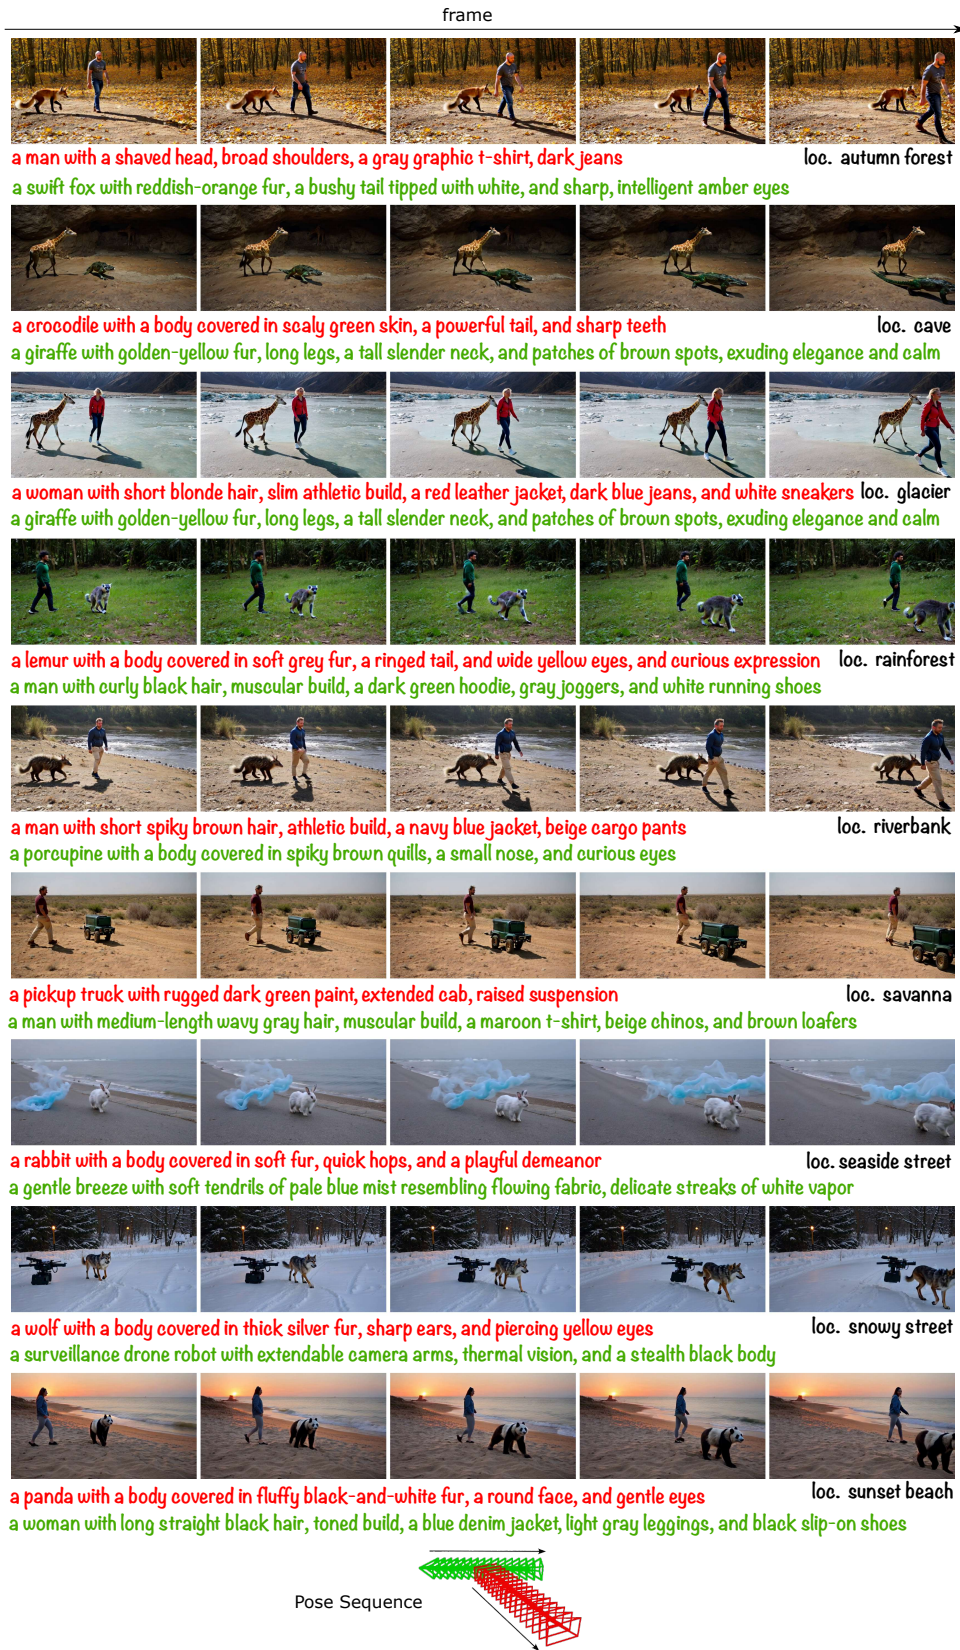 frame
a man with a shaved head, broad shoulders, a gray graphic t-shirt, dark jeans
loc. autumn forest
a swift fox with reddish-orange fur, a bushy tail tipped with white, and sharp, intelligent amber eyes
a crocodile with a body covered in scaly green skin, a powerful tail, and sharp teeth
loc. cave
a giraffe with golden-yellow fur, long legs, a tall slender neck, and patches of brown spots, exuding elegance and calm
a woman with short blonde hair, slim athletic build, a red leather jacket, dark blue jeans, and white sneakers
loc. glacier
a giraffe with golden-yellow fur, long legs, a tall slender neck, and patches of brown spots, exuding elegance and calm
a lemur with a body covered in soft grey fur, a ringed tail, and wide yellow eyes, and curious expression
loc. rainforest
a man with curly black hair, muscular build, a dark green hoodie, gray joggers, and white running shoes
a man with short spiky brown hair, athletic build, a navy blue jacket, beige cargo pants
loc. riverbank
a porcupine with a body covered in spiky brown quills, a small nose, and curious eyes
a pickup truck with rugged dark green paint, extended cab, raised suspension
loc. savanna
a man with medium-length wavy gray hair, muscular build, a maroon t-shirt, beige chinos, and brown loafers
a rabbit with a body covered in soft fur, quick hops, and a playful demeanor
loc. seaside street
a gentle breeze with soft tendrils of pale blue mist resembling flowing fabric, delicate streaks of white vapor
a wolf with a body covered in thick silver fur, sharp ears, and piercing yellow eyes
loc. snowy street
a surveillance drone robot with extendable camera arms, thermal vision, and a stealth black body
a panda with a body covered in fluffy black-and-white fur, a round face, and gentle eyes
loc. sunset beach
a woman with long straight black hair, toned build, a blue denim jacket, light gray leggings, and black slip-on shoes
Pose Sequence